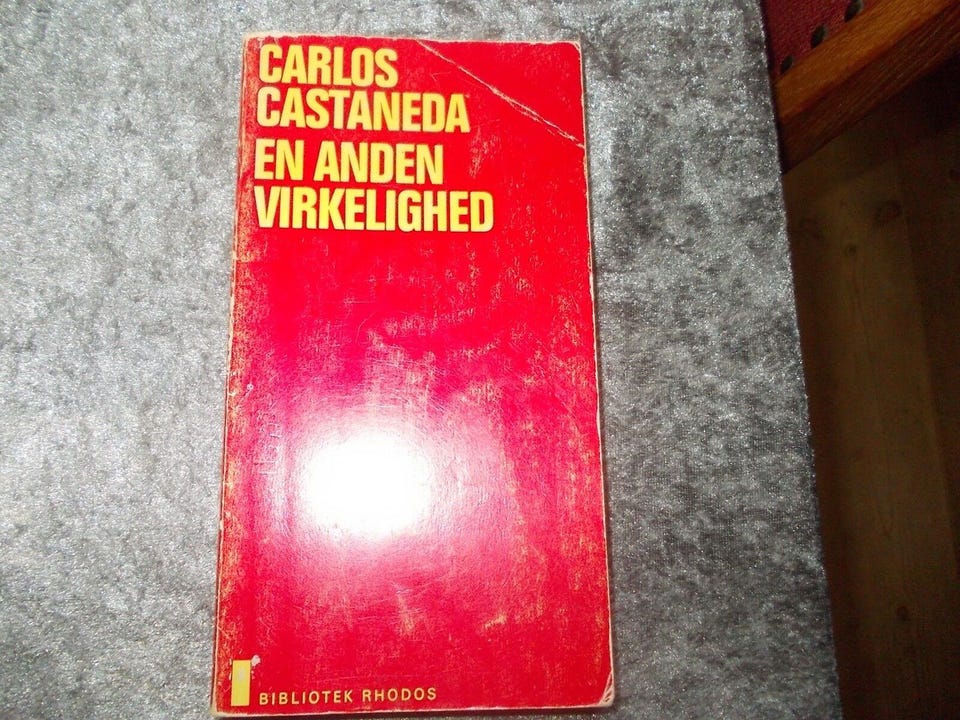 CARLOS
CASTANEDA
EN ANDEN
VIRKELIGHED
BIBLIOTEK RHODOS